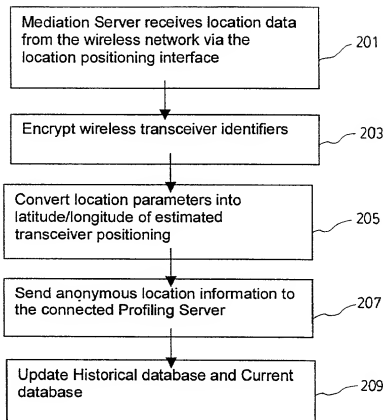 Mediation Server receives location data
from the wireless network via the
location positioning interface
201
Encrypt wireless transceiver identifiers
203
Convert location parameters into
latitude/longitude of estimated
transceiver positioning
205
Send anonymous location information to
the connected Profiling Server
207
Update Historical database and Current
database
209